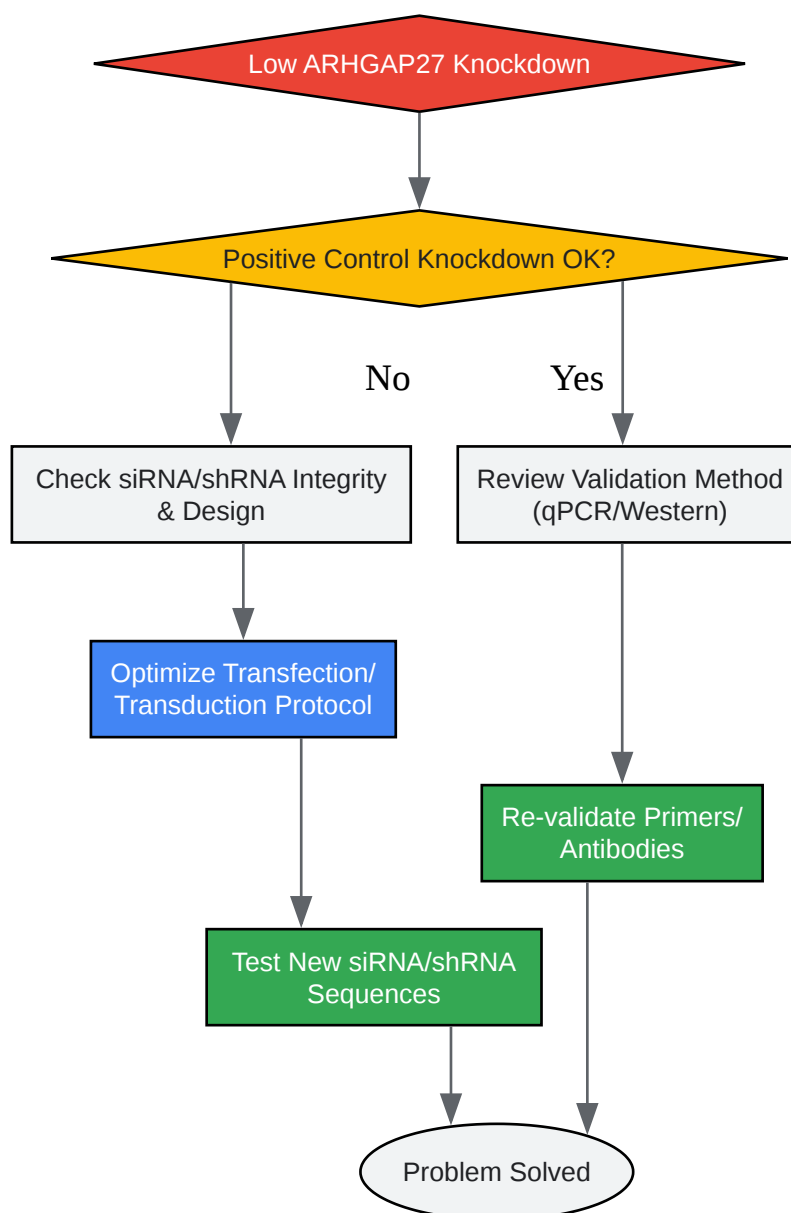 Low ARHGAP27 Knockdown
Positive Control Knockdown OK?
No
Yes
Check siRNA/shRNA Integrity
& Design
Review Validation Method
(qPCR/Western)
Optimize Transfection/
Transduction Protocol
Re-validate Primers/
Antibodies
Test New siRNA/shRNA
Sequences
Problem Solved